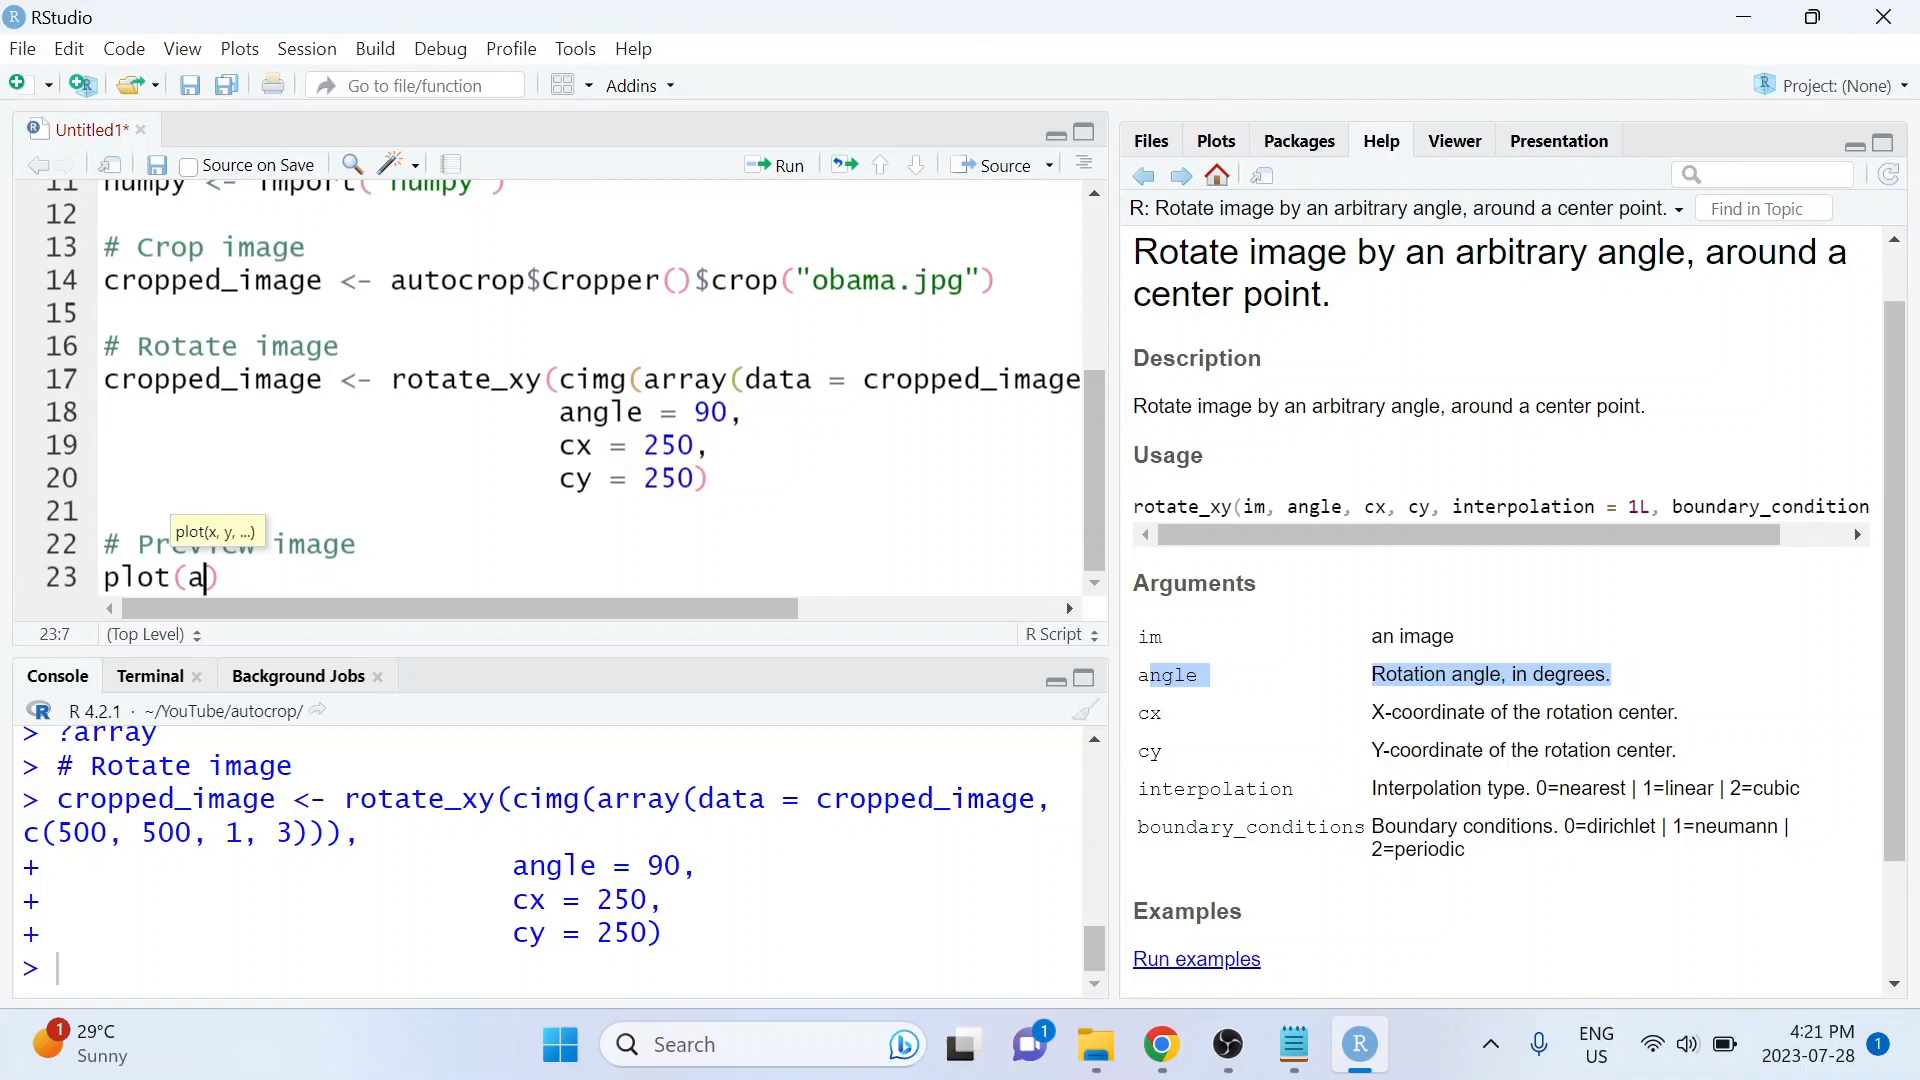 RStudio
File Edit Code View Plots Session Build Debug Profile Tools Help
Go to file/function Addins Project: (None)
Untitled1*
Source on Save Run Source
11 numpy <- import("numpy")
12
13 # Crop image
14 cropped_image <- autocrop$Cropper()$crop("obama.jpg")
15
16 # Rotate image
17 cropped_image <- rotate_xy(cimg(array(data = cropped_image
18 angle = 90,
19 cx = 250,
20 cy = 250)
21
plot(x, y, ...)
22 # Preview image
23 plot(a)
23:7 (Top Level) R Script
Console Terminal Background Jobs
R 4.2.1 · ~/YouTube/autocrop/
> ?array
> # Rotate image
> cropped_image <- rotate_xy(cimg(array(data = cropped_image,
c(500, 500, 1, 3))),
+ angle = 90,
+ cx = 250,
+ cy = 250)
>
Files Plots Packages Help Viewer Presentation
R: Rotate image by an arbitrary angle, around a center point. Find in Topic
Rotate image by an arbitrary angle, around a
center point.
Description
Rotate image by an arbitrary angle, around a center point.
Usage
rotate_xy(im, angle, cx, cy, interpolation = 1L, boundary_condition
Arguments
im an image
angle Rotation angle, in degrees.
cx X-coordinate of the rotation center.
cy Y-coordinate of the rotation center.
interpolation Interpolation type. 0=nearest | 1=linear | 2=cubic
boundary_conditions Boundary conditions. 0=dirichlet | 1=neumann |
2=periodic
Examples
Run examples
1 29°C
Sunny
Search
1
R
ENG
US
4:21 PM
2023-07-28
1